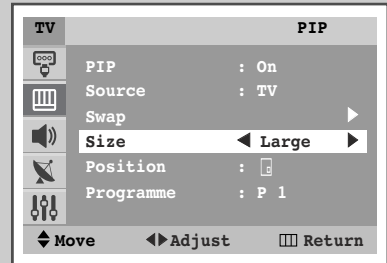 TV PIP
PIP : On
Source : TV
Swap
Size Large
Position :
Programme : P 1
Move Adjust Return